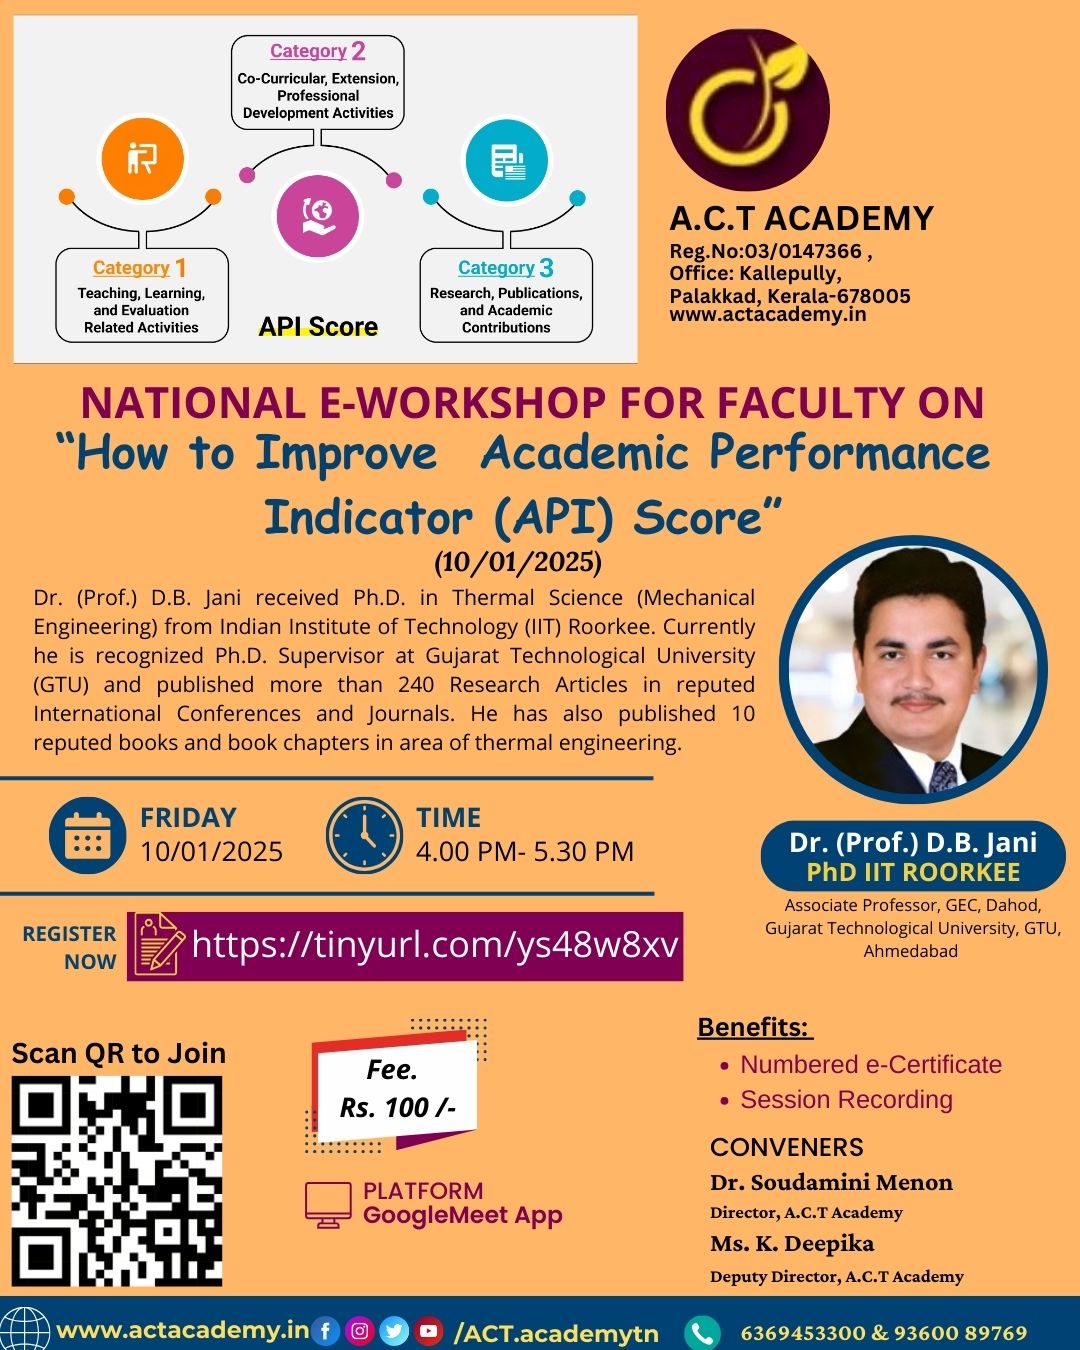 Category 2
Co-Curricular, Extension,
Professional
Development Activities
Category 1
Teaching, Learning,
and Evaluation
Related Activities
API Score
Category 3
Research, Publications,
and Academic
Contributions
A.C.T ACADEMY
Reg.No:03/0147366 ,
Office: Kallepully,
Palakkad, Kerala-678005
www.actacademy.in
NATIONAL E-WORKSHOP FOR FACULTY ON
“How to Improve Academic Performance
Indicator (API) Score”
(10/01/2025)
Dr. (Prof.) D.B. Jani received Ph.D. in Thermal Science (Mechanical
Engineering) from Indian Institute of Technology (IIT) Roorkee. Currently
he is recognized Ph.D. Supervisor at Gujarat Technological University
(GTU) and published more than 240 Research Articles in reputed
International Conferences and Journals. He has also published 10
reputed books and book chapters in area of thermal engineering.
FRIDAY
10/01/2025
TIME
4.00 PM- 5.30 PM
Dr. (Prof.) D.B. Jani
PhD IIT ROORKEE
Associate Professor, GEC, Dahod,
Gujarat Technological University, GTU,
Ahmedabad
REGISTER
NOW
https://tinyurl.com/ys48w8xv
Scan QR to Join
Fee.
Rs. 100 /-
PLATFORM
GoogleMeet App
Benefits:
• Numbered e-Certificate
• Session Recording
CONVENERS
Dr. Soudamini Menon
Director, A.C.T Academy
Ms. K. Deepika
Deputy Director, A.C.T Academy
www.actacademy.in
/ACT.academytn
6369453300 & 93600 89769